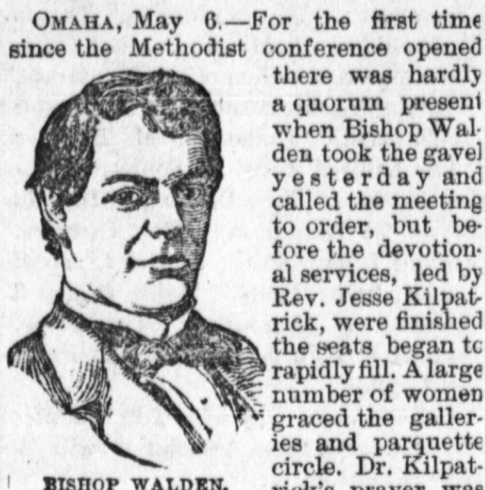 OMAHA, May 6.—For the first time
since the Methodist conference opened
there was hardly
a quorum present
when Bishop Wal-
den took the gavel
yesterday and
called the meeting
to order, but be-
fore the devotion-
al services, led by
Rev. Jesse Kilpat-
rick, were finished
the seats began to
rapidly fill. A large
number of women
graced the galler-
ies and parquette
circle. Dr. Kilpat-
rick's prayer was
BISHOP WALDEN.